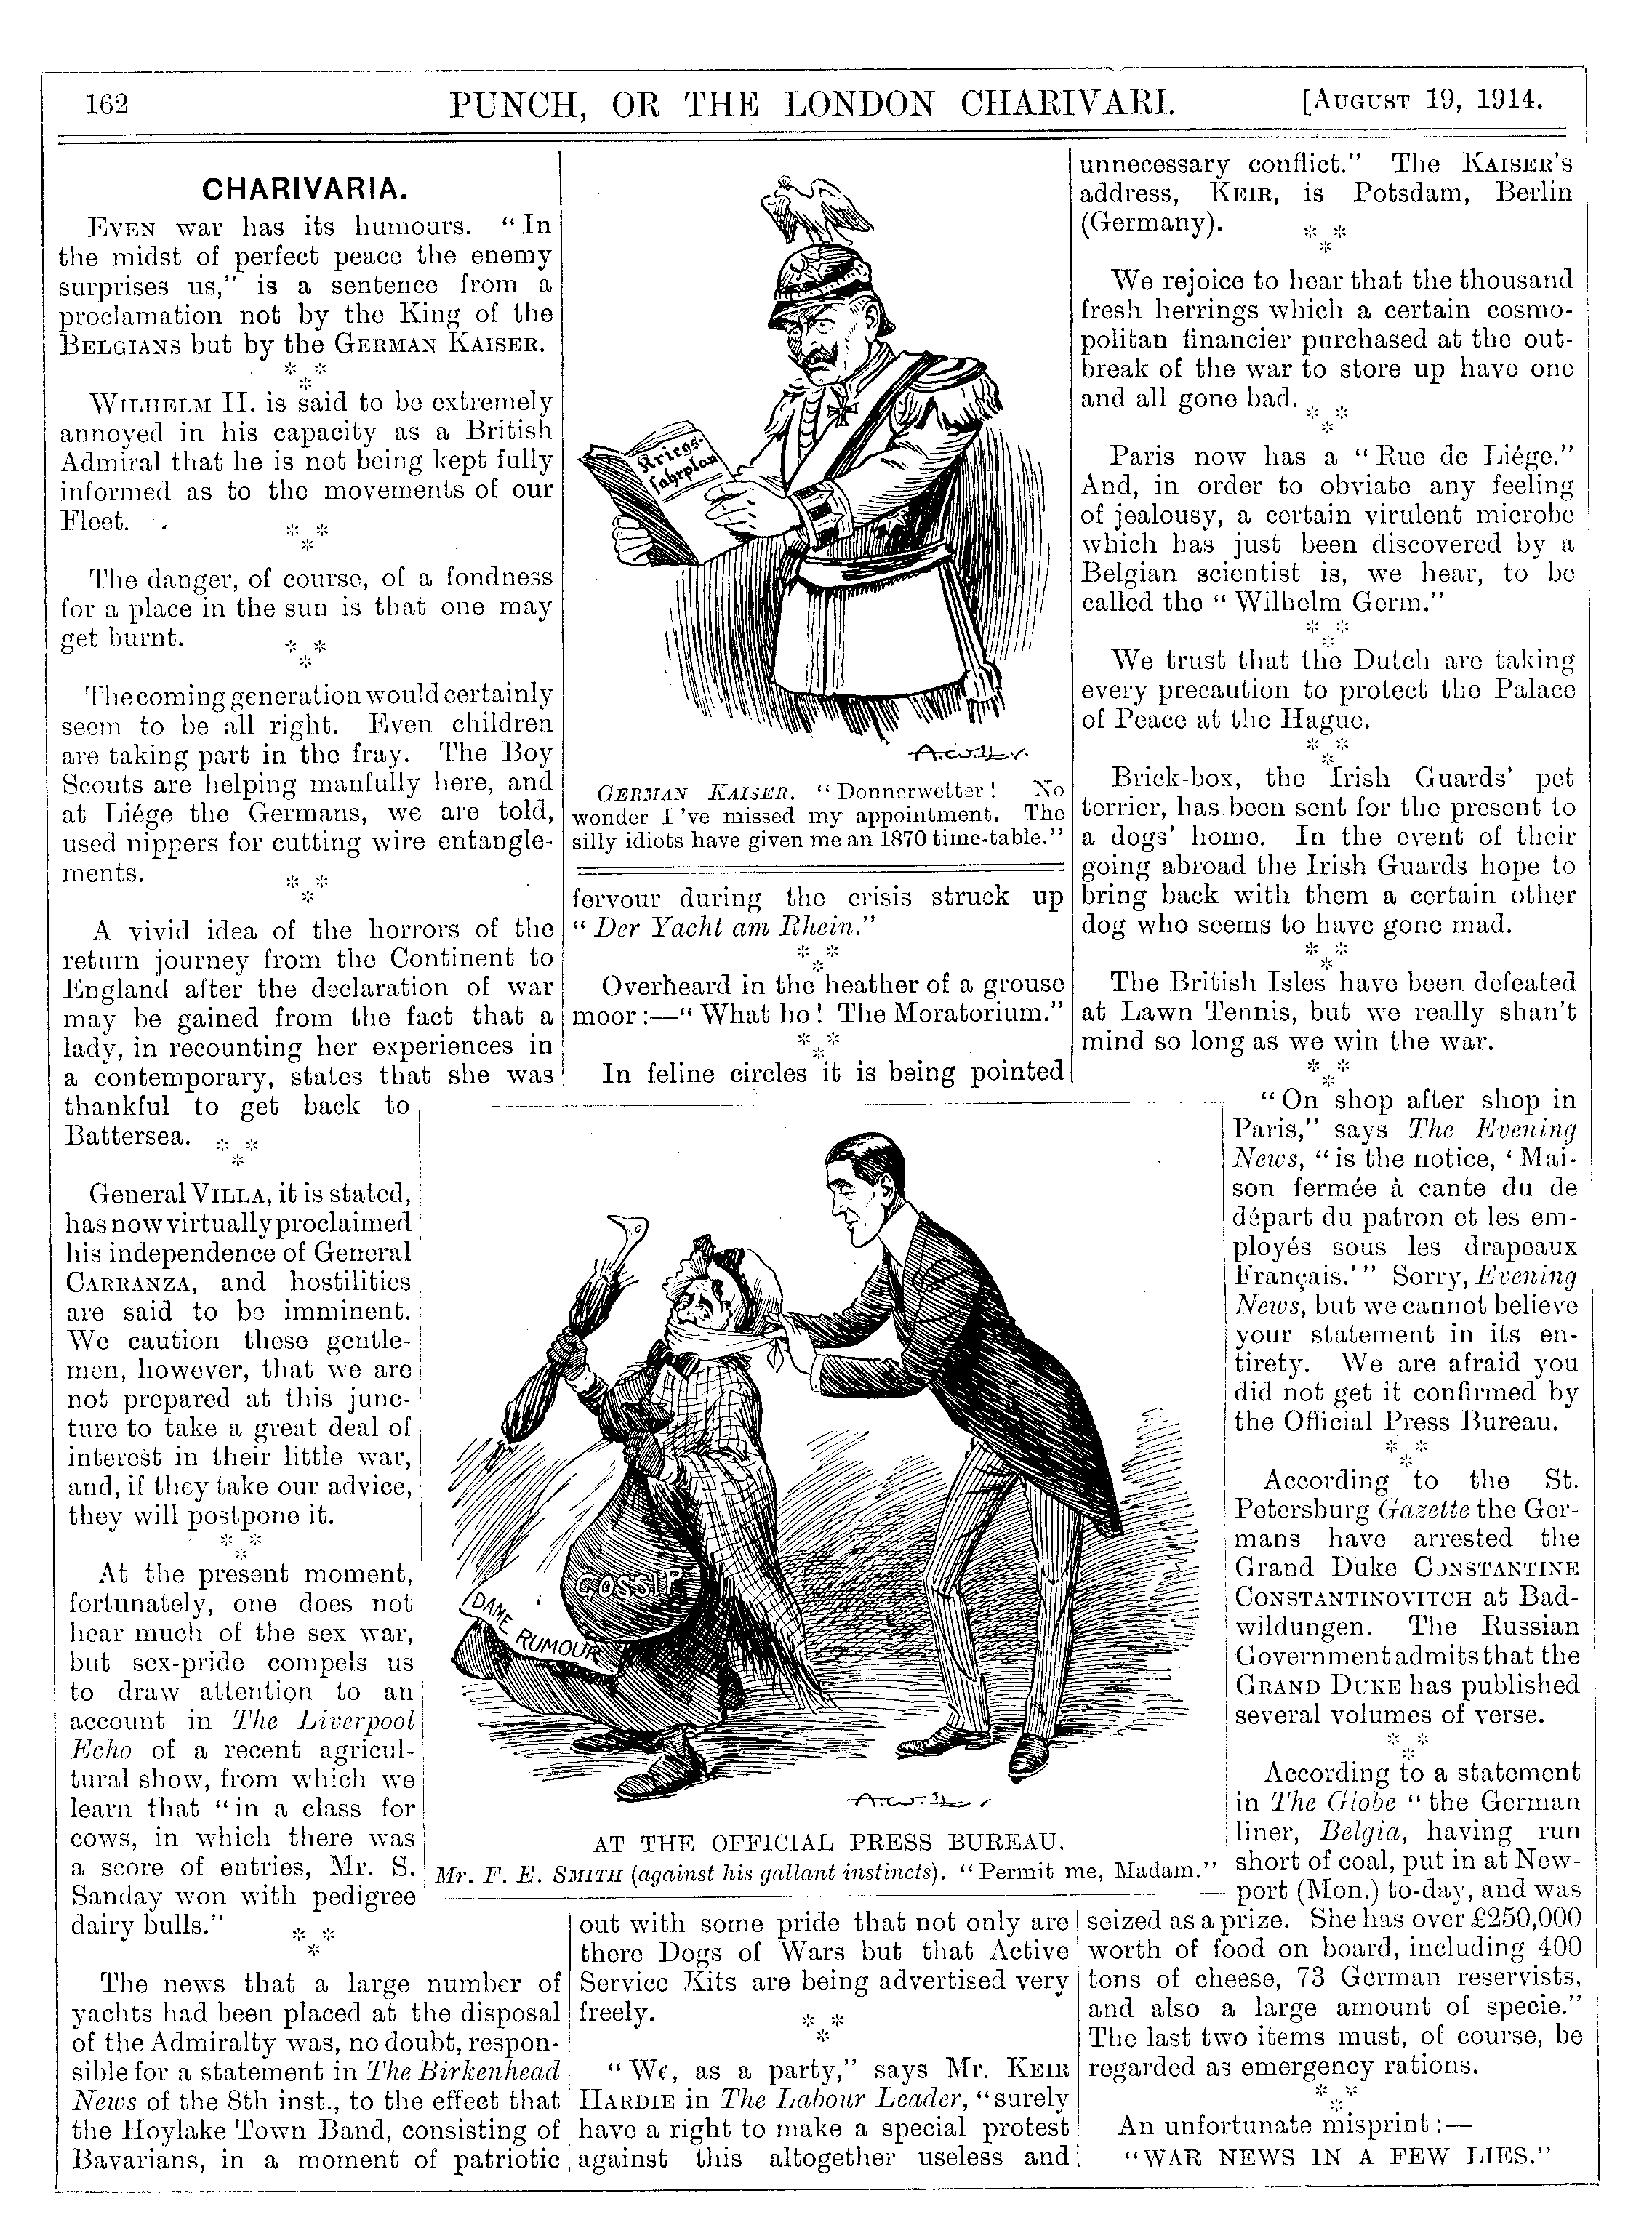 162
PUNCH, OR THE LONDON CHARIVARI.
[AUGUST 19, 1914.
CHARIVARIA.
EVEN war has its humours. "In
the midst of perfect peace the enemy
surprises us," is a sentence from a
proclamation not by the King of the
BELGIANS but by the GERMAN KAISER.
* *
*
WILHELM II. is said to be extremely
annoyed in his capacity as a British
Admiral that he is not being kept fully
informed as to the movements of our
Fleet.
* *
*
The danger, of course, of a fondness
for a place in the sun is that one may
get burnt.
* *
*
The coming generation would certainly
seem to be all right. Even children
are taking part in the fray. The Boy
Scouts are helping manfully here, and
at Liége the Germans, we are told,
used nippers for cutting wire entangle-
ments.
* *
*
A vivid idea of the horrors of the
return journey from the Continent to
England after the declaration of war
may be gained from the fact that a
lady, in recounting her experiences in
a contemporary, states that she was
thankful to get back to
Battersea.
* *
*
General VILLA, it is stated,
has now virtually proclaimed
his independence of General
CARRANZA, and hostilities
are said to be imminent.
We caution these gentle-
men, however, that we are
not prepared at this junc-
ture to take a great deal of
interest in their little war,
and, if they take our advice,
they will postpone it.
* *
*
At the present moment,
fortunately, one does not
hear much of the sex war,
but sex-pride compels us
to draw attention to an
account in The Liverpool
Echo of a recent agricul-
tural show, from which we
learn that "in a class for
cows, in which there was
a score of entries, Mr. S.
Sanday won with pedigree
dairy bulls."
* *
*
The news that a large number of
yachts had been placed at the disposal
of the Admiralty was, no doubt, respon-
sible for a statement in The Birkenhead
News of the 8th inst., to the effect that
the Hoylake Town Band, consisting of
Bavarians, in a moment of patriotic
Kriegs-
fahrplan
GERMAN KAISER. "Donnerwetter! No
wonder I've missed my appointment. The
silly idiots have given me an 1870 time-table."
fervour during the crisis struck up
"Der Yacht am Rhein."
* *
*
Overheard in the heather of a grouse
moor:—"What ho! The Moratorium."
* *
*
In feline circles it is being pointed
GOSSIP
DAME RUMOUR
AT THE OFFICIAL PRESS BUREAU.
Mr. F. E. SMITH (against his gallant instincts). "Permit me, Madam."
out with some pride that not only are
there Dogs of Wars but that Active
Service Kits are being advertised very
freely.
* *
*
"We, as a party," says Mr. KEIR
HARDIE in The Labour Leader, "surely
have a right to make a special protest
against this altogether useless and
unnecessary conflict." The KAISER'S
address, KEIR, is Potsdam, Berlin
(Germany).
* *
*
We rejoice to hear that the thousand
fresh herrings which a certain cosmo-
politan financier purchased at the out-
break of the war to store up have one
and all gone bad.
* *
*
Paris now has a "Rue de Liége."
And, in order to obviate any feeling
of jealousy, a certain virulent microbe
which has just been discovered by a
Belgian scientist is, we hear, to be
called the "Wilhelm Germ."
* *
*
We trust that the Dutch are taking
every precaution to protect the Palace
of Peace at the Hague.
* *
*
Brick-box, the Irish Guards' pet
terrier, has been sent for the present to
a dogs' home. In the event of their
going abroad the Irish Guards hope to
bring back with them a certain other
dog who seems to have gone mad.
* *
*
The British Isles have been defeated
at Lawn Tennis, but we really shan't
mind so long as we win the war.
* *
*
"On shop after shop in
Paris," says The Evening
News, "is the notice, 'Mai-
son fermée à cante du de
départ du patron et les em-
ployés sous les drapeaux
Français.'" Sorry, Evening
News, but we cannot believe
your statement in its en-
tirety. We are afraid you
did not get it confirmed by
the Official Press Bureau.
* *
*
According to the St.
Petersburg Gazette the Ger-
mans have arrested the
Grand Duke CONSTANTINE
CONSTANTINOVITCH at Bad-
wildungen. The Russian
Government admits that the
GRAND DUKE has published
several volumes of verse.
* *
*
According to a statement
in The Globe "the German
liner, Belgia, having run
short of coal, put in at New-
port (Mon.) to-day, and was
seized as a prize. She has over £250,000
worth of food on board, including 400
tons of cheese, 73 German reservists,
and also a large amount of specie."
The last two items must, of course, be
regarded as emergency rations.
* *
*
An unfortunate misprint:—
"WAR NEWS IN A FEW LIES."